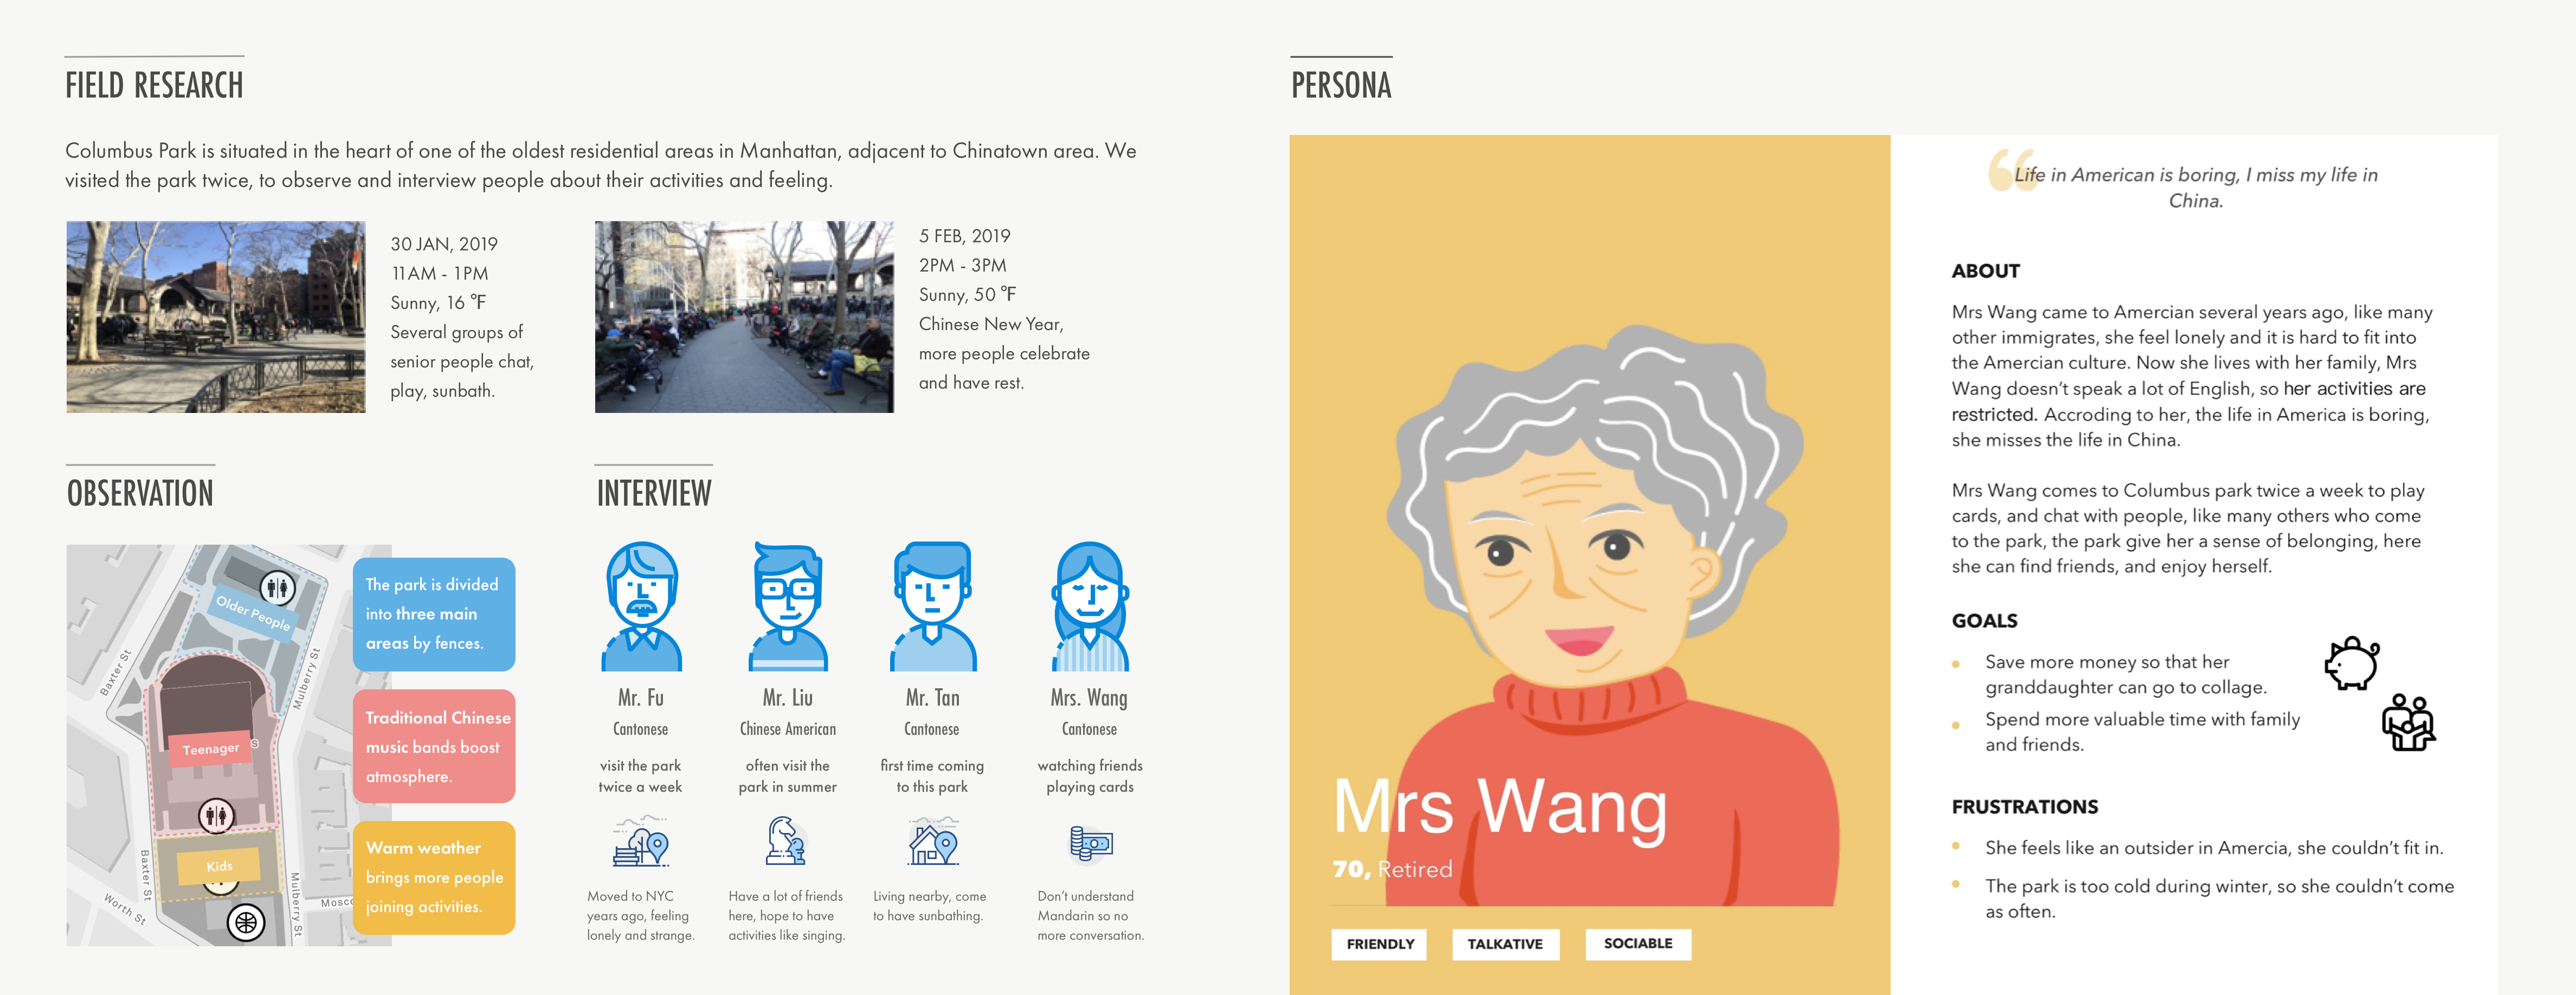 FIELD RESEARCH
Columbus Park is situated in the heart of one of the oldest residential areas in Manhattan, adjacent to Chinatown area. We
visited the park twice, to observe and interview people about their activities and feeling.
30 JAN, 2019
11AM - 1PM
Sunny, 16 °F
Several groups of
senior people chat,
play, sunbath.
5 FEB, 2019
2PM - 3PM
Sunny, 50 °F
Chinese New Year,
more people celebrate
and have rest.
OBSERVATION
Older People
Baxter St
Mulberry St
Teenager
s
Kids
Baxter St
Mulberry St
Worth St
Mosco
The park is divided
into three main
areas by fences.
Traditional Chinese
music bands boost
atmosphere.
Warm weather
brings more people
joining activities.
INTERVIEW
Mr. Fu
Cantonese
visit the park
twice a week
Moved to NYC
years ago, feeling
lonely and strange.
Mr. Liu
Chinese American
often visit the
park in summer
Have a lot of friends
here, hope to have
activities like singing.
Mr. Tan
Cantonese
first time coming
to this park
Living nearby, come
to have sunbathing.
Mrs. Wang
Cantonese
watching friends
playing cards
Don't understand
Mandarin so no
more conversation.
PERSONA
Mrs Wang
70, Retired
FRIENDLY
TALKATIVE
SOCIABLE
“Life in American is boring, I miss my life in
China.
ABOUT
Mrs Wang came to Amercian several years ago, like many
other immigrates, she feel lonely and it is hard to fit into
the Amercian culture. Now she lives with her family, Mrs
Wang doesn't speak a lot of English, so her activities are
restricted. Accroding to her, the life in America is boring,
she misses the life in China.
Mrs Wang comes to Columbus park twice a week to play
cards, and chat with people, like many others who come
to the park, the park give her a sense of belonging, here
she can find friends, and enjoy herself.
GOALS
• Save more money so that her
granddaughter can go to collage.
• Spend more valuable time with family
and friends.
FRUSTRATIONS
• She feels like an outsider in Amercia, she couldn't fit in.
• The park is too cold during winter, so she couldn't come
as often.